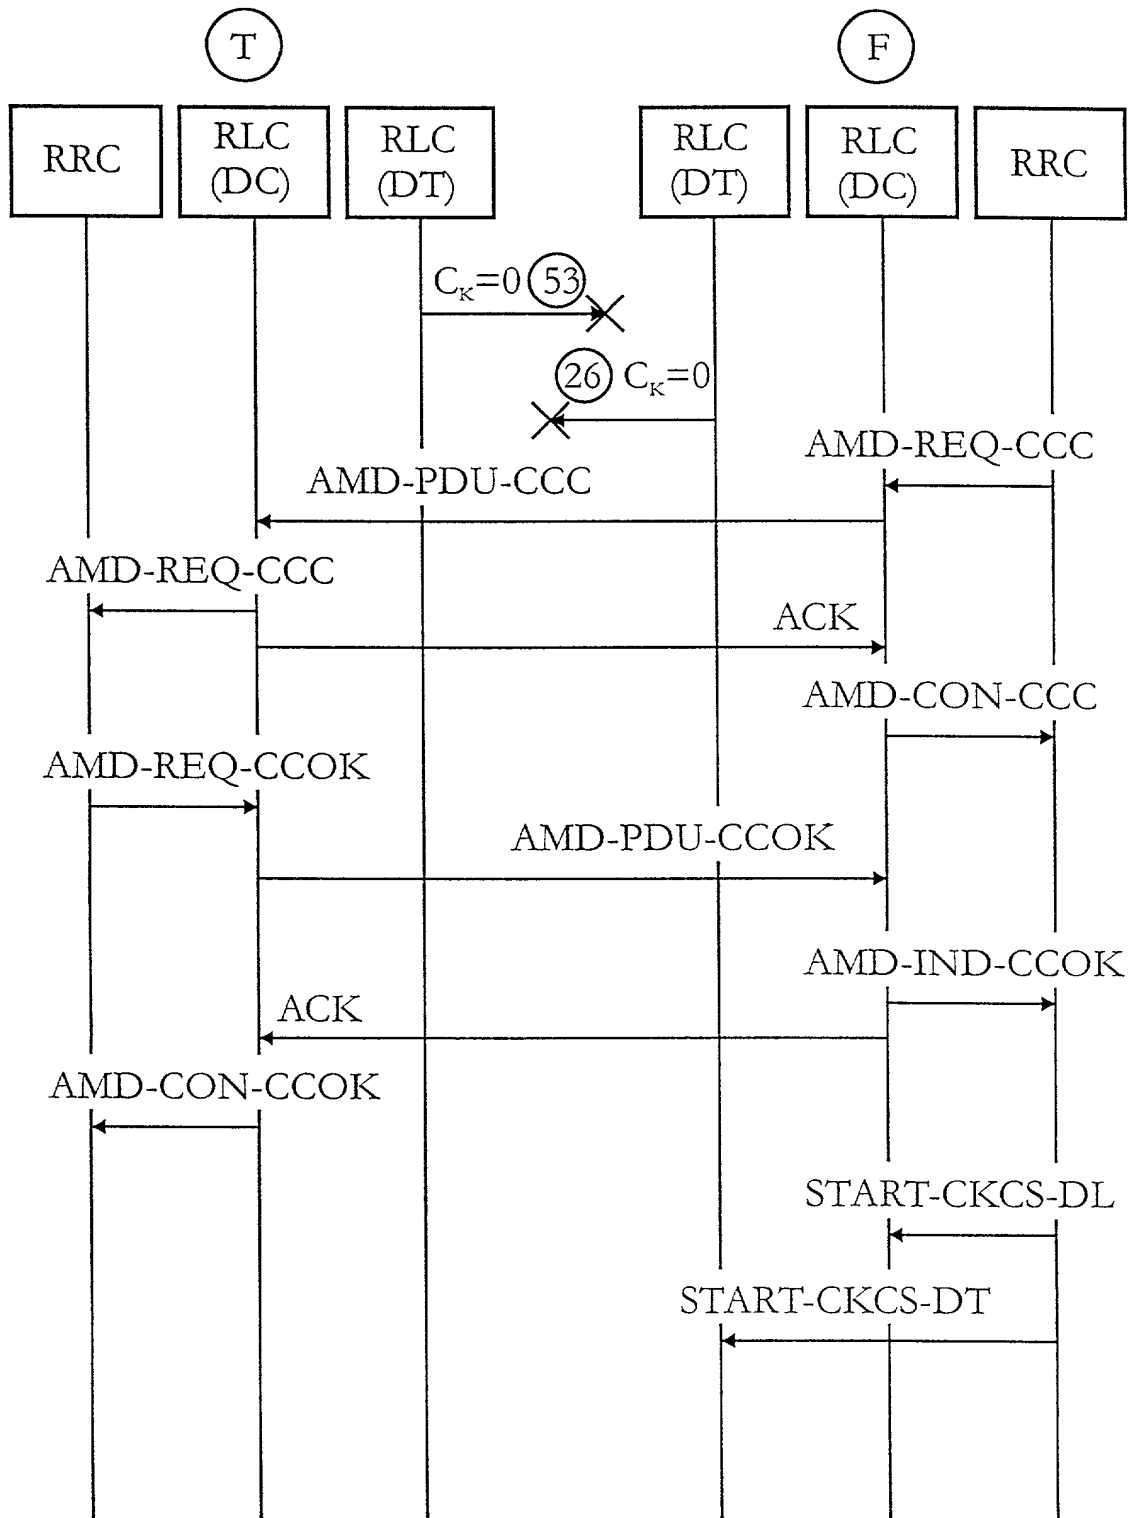 T F
RRC RLC (DC) RLC (DT) RLC (DT) RLC (DC) RRC
CK=0 53
26 CK=0
AMD-REQ-CCC
AMD-PDU-CCC
AMD-REQ-CCC
ACK
AMD-CON-CCC
AMD-REQ-CCOK
AMD-PDU-CCOK
AMD-IND-CCOK
ACK
AMD-CON-CCOK
START-CKCS-DL
START-CKCS-DT